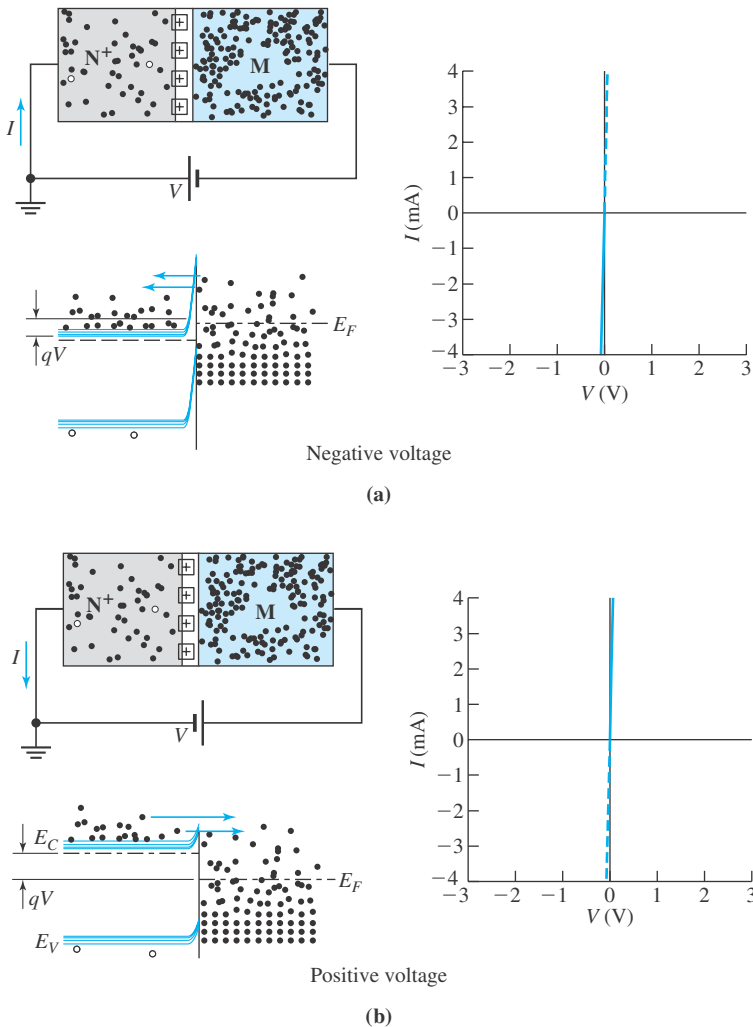 N+
M
I
V
qV
E_F
I (mA)
4
3
2
1
0
−1
−2
−3
−4
−3 −2 −1 0 1 2 3
V (V)
Negative voltage
(a)
N+
M
I
V
E_C
qV
E_F
E_V
I (mA)
4
3
2
1
0
−1
−2
−3
−4
−3 −2 −1 0 1 2 3
V (V)
Positive voltage
(b)